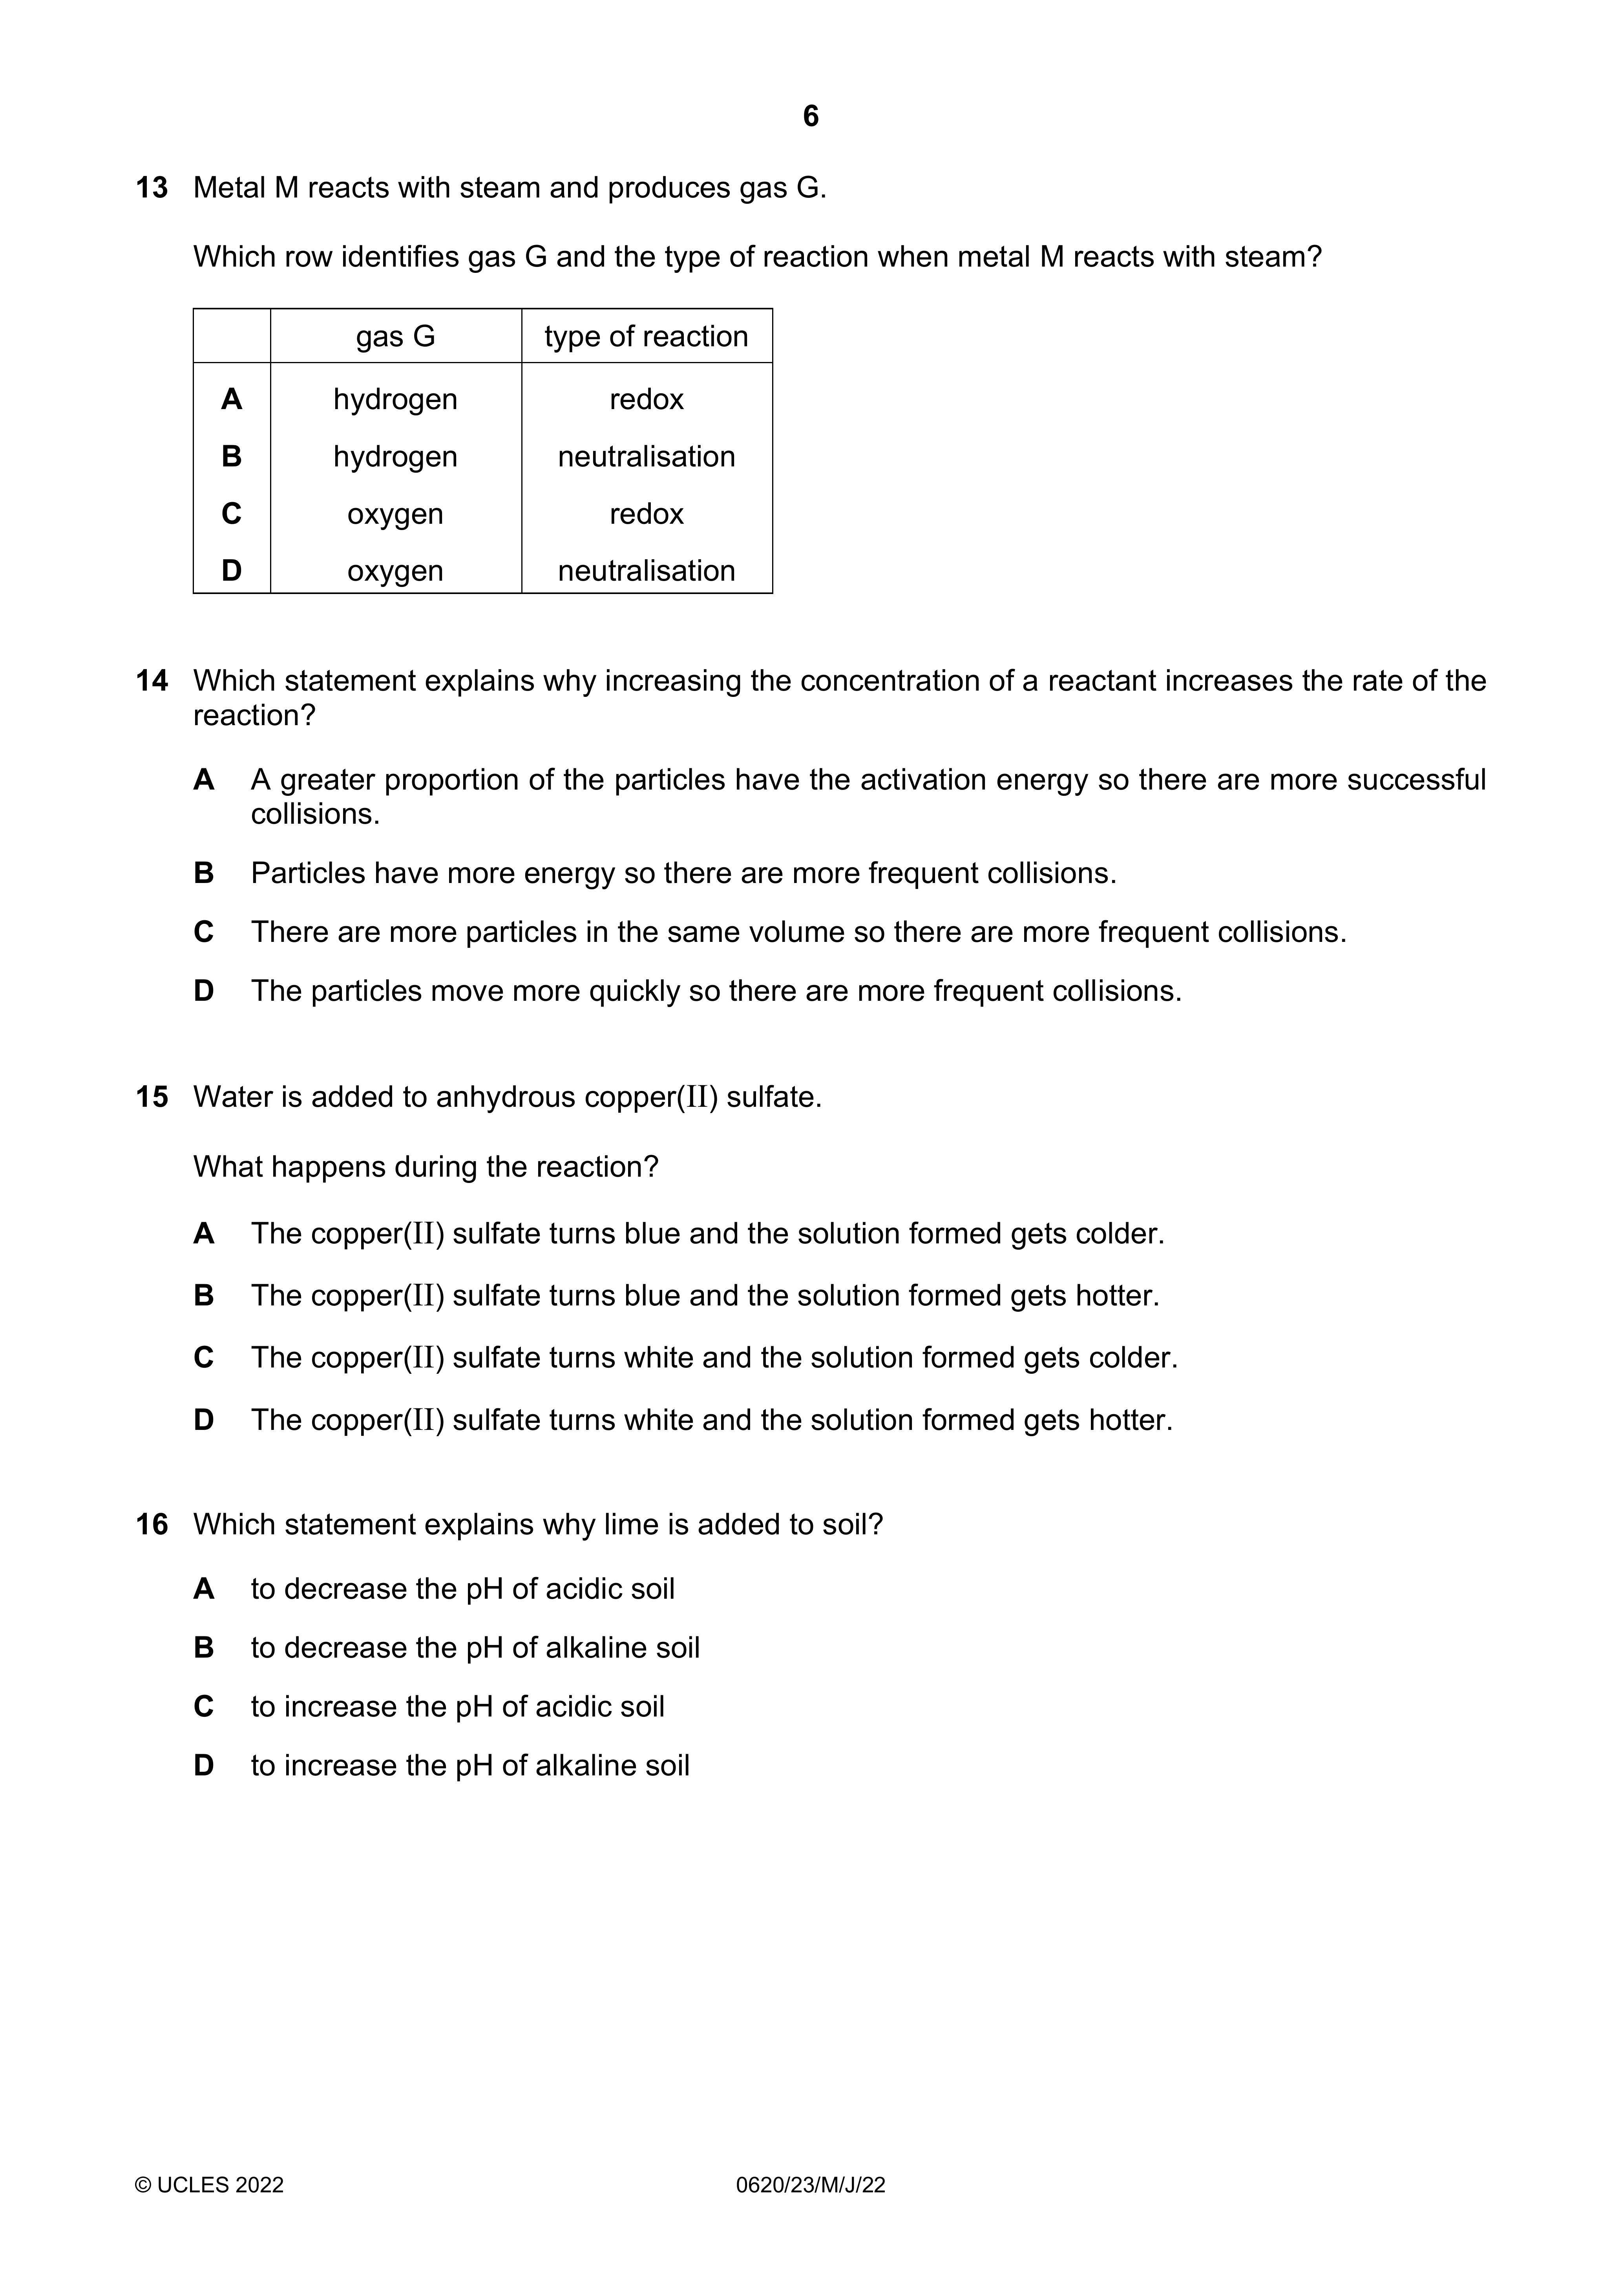 6
13 Metal M reacts with steam and produces gas G.
Which row identifies gas G and the type of reaction when metal M reacts with steam?
gas G type of reaction
A hydrogen redox
B hydrogen neutralisation
C oxygen redox
D oxygen neutralisation
14 Which statement explains why increasing the concentration of a reactant increases the rate of the
reaction?
A A greater proportion of the particles have the activation energy so there are more successful
collisions.
B Particles have more energy so there are more frequent collisions.
C There are more particles in the same volume so there are more frequent collisions.
D The particles move more quickly so there are more frequent collisions.
15 Water is added to anhydrous copper(II) sulfate.
What happens during the reaction?
A The copper(II) sulfate turns blue and the solution formed gets colder.
B The copper(II) sulfate turns blue and the solution formed gets hotter.
C The copper(II) sulfate turns white and the solution formed gets colder.
D The copper(II) sulfate turns white and the solution formed gets hotter.
16 Which statement explains why lime is added to soil?
A to decrease the pH of acidic soil
B to decrease the pH of alkaline soil
C to increase the pH of acidic soil
D to increase the pH of alkaline soil
© UCLES 2022 0620/23/M/J/22